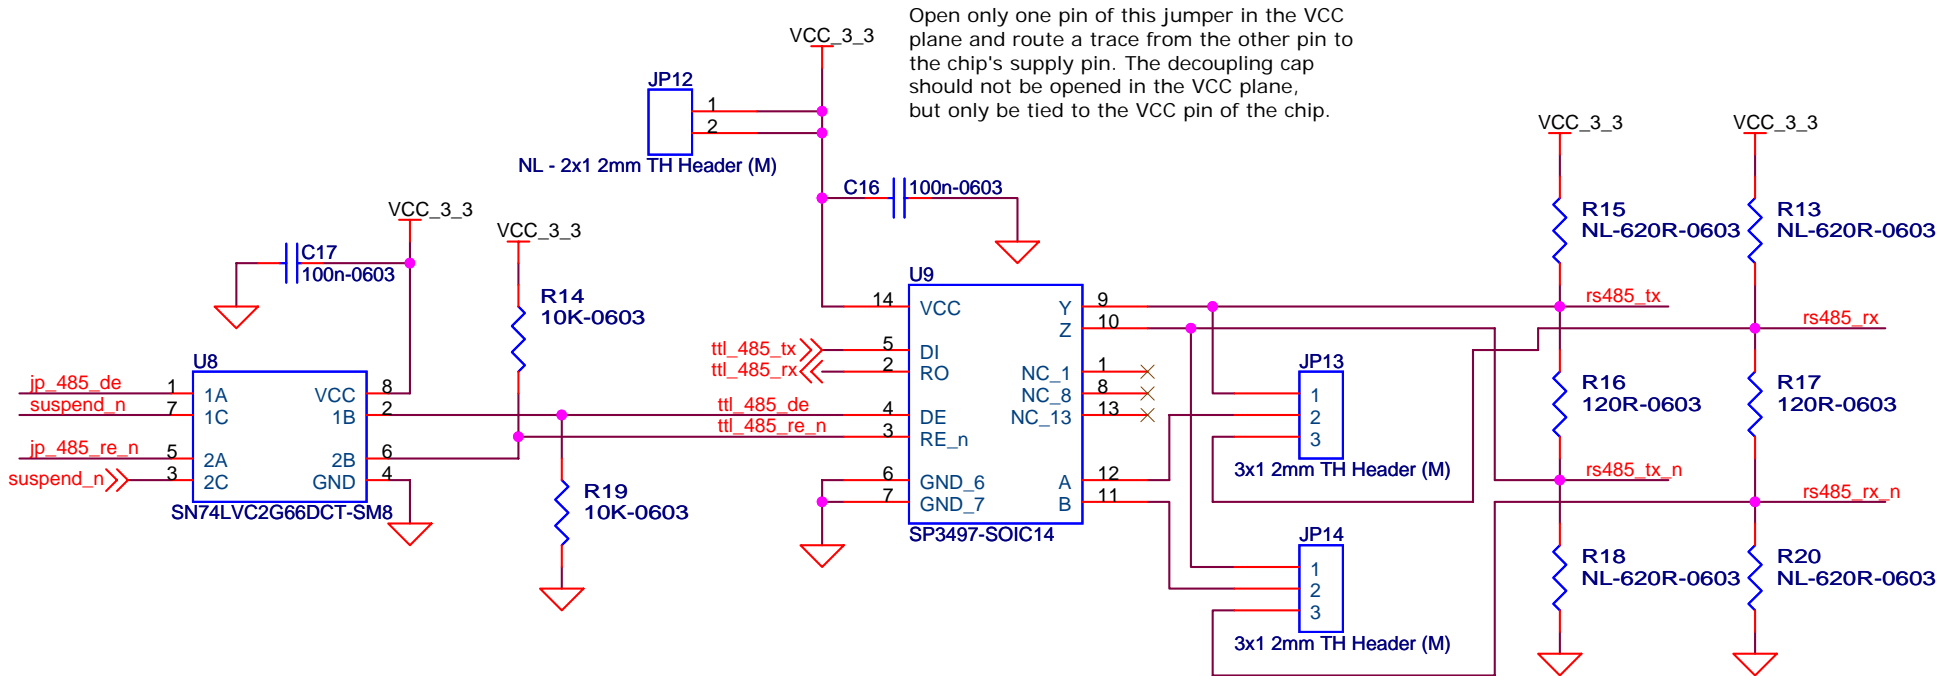 Open only one pin of this jumper in the VCC
plane and route a trace from the other pin to
the chip's supply pin. The decoupling cap
should not be opened in the VCC plane,
but only be tied to the VCC pin of the chip.
VCC_3_3
JP12
1
2
NL - 2x1 2mm TH Header (M)
C16
100n-0603
VCC_3_3
C17
100n-0603
VCC_3_3
R14
10K-0603
U8
jp_485_de
suspend_n
jp_485_re_n
suspend_n
1
7
5
3
1A
1C
2A
2C
VCC
1B
2B
GND
8
2
6
4
SN74LVC2G66DCT-SM8
R19
10K-0603
ttl_485_tx
ttl_485_rx
ttl_485_de
ttl_485_re_n
U9
14
5
2
4
3
6
7
VCC
DI
RO
DE
RE_n
GND_6
GND_7
Y
Z
NC_1
NC_8
NC_13
A
B
9
10
1
8
13
12
11
SP3497-SOIC14
JP13
1
2
3
3x1 2mm TH Header (M)
JP14
1
2
3
3x1 2mm TH Header (M)
VCC_3_3
R15
NL-620R-0603
rs485_tx
R16
120R-0603
rs485_tx_n
R18
NL-620R-0603
VCC_3_3
R13
NL-620R-0603
rs485_rx
R17
120R-0603
rs485_rx_n
R20
NL-620R-0603